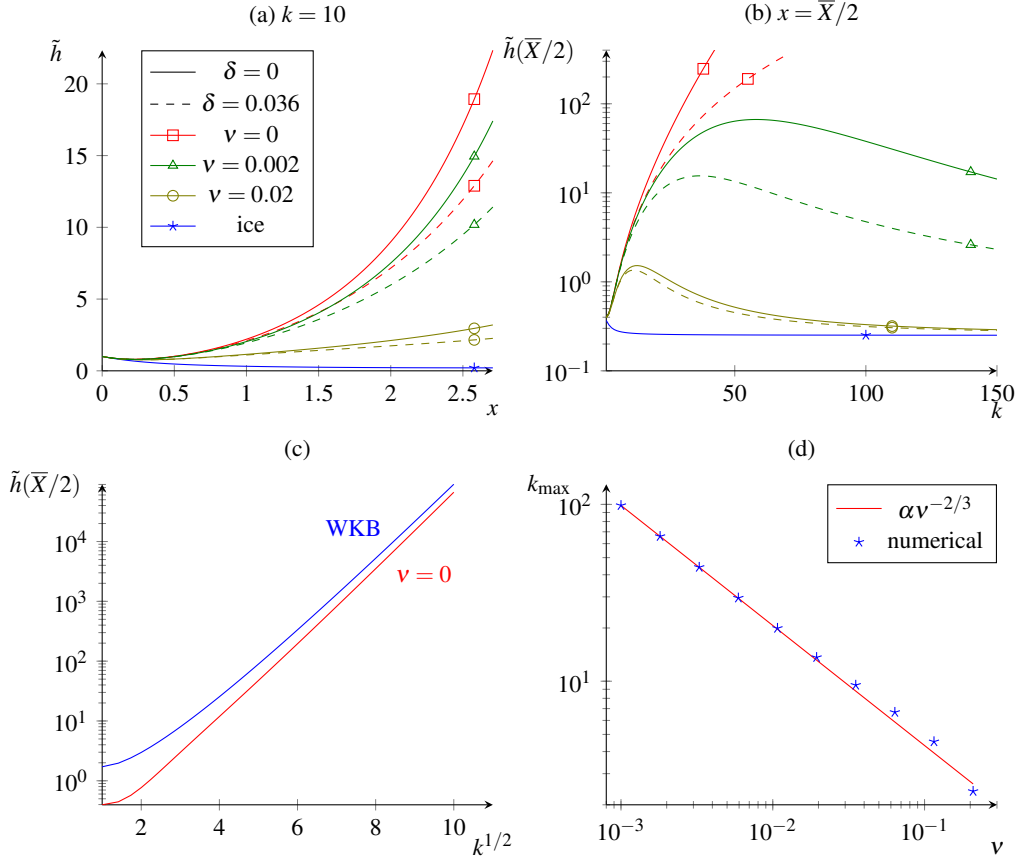 (a) k = 10
h̃
20
15
10
5
0
0
0.5
1
1.5
2
2.5
x
δ = 0
δ = 0.036
ν = 0
ν = 0.002
ν = 0.02
ice
(b) x = X̅/2
h̃(X̅/2)
10²
10¹
10⁰
10⁻¹
50
100
150
k
(c)
h̃(X̅/2)
10⁴
10³
10²
10¹
10⁰
2
4
6
8
10
k¹/²
WKB
ν = 0
(d)
k_max
10²
10¹
10⁻³
10⁻²
10⁻¹
ν
αν⁻²/³
numerical